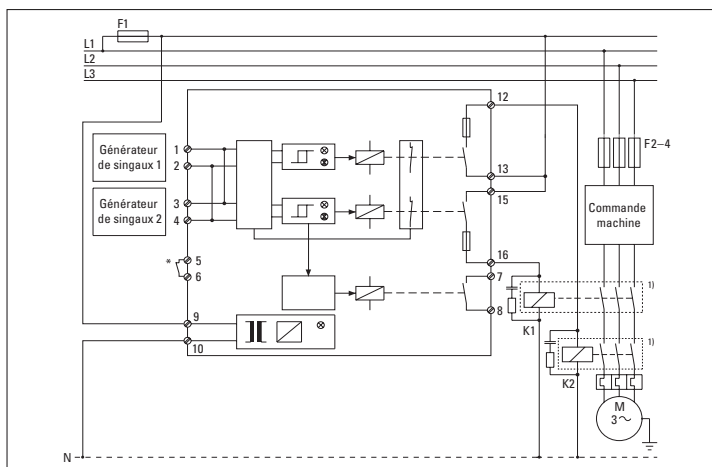 F1
L1
L2
L3
12
Générateur
de singaux 1
1
2
F2–4
13
Générateur
de singaux 2
3
4
15
Commande
machine
*
5
6
16
7
8
1)
9
10
K1
1)
K2
M
3~
N